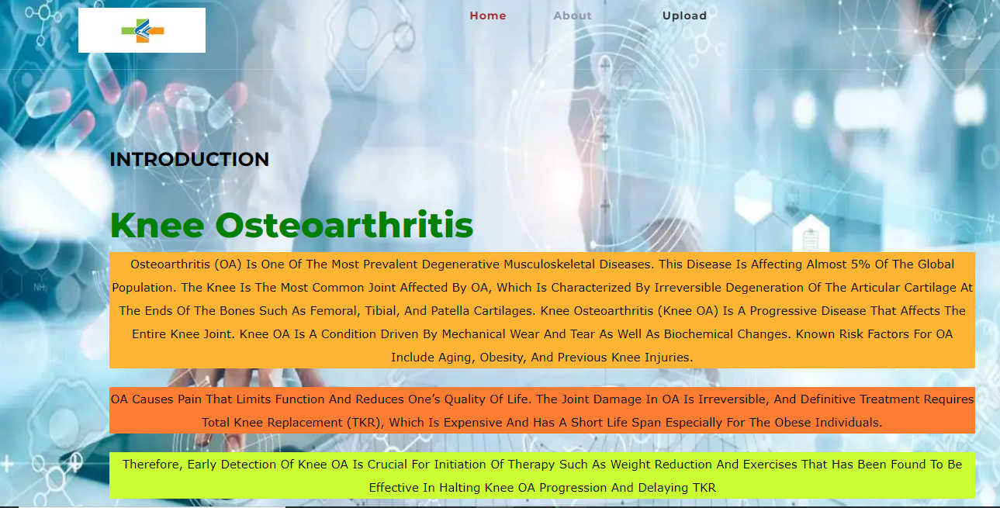 Home About Upload
INTRODUCTION
Knee Osteoarthritis
Osteoarthritis (OA) Is One Of The Most Prevalent Degenerative Musculoskeletal Diseases. This Disease Is Affecting Almost 5% Of The Global
Population. The Knee Is The Most Common Joint Affected By OA, Which Is Characterized By Irreversible Degeneration Of The Articular Cartilage At
The Ends Of The Bones Such As Femoral, Tibial, And Patella Cartilages. Knee Osteoarthritis (Knee OA) Is A Progressive Disease That Affects The
Entire Knee Joint. Knee OA Is A Condition Driven By Mechanical Wear And Tear As Well As Biochemical Changes. Known Risk Factors For OA
Include Aging, Obesity, And Previous Knee Injuries.
NH₂
OA Causes Pain That Limits Function And Reduces One’s Quality Of Life. The Joint Damage In OA Is Irreversible, And Definitive Treatment Requires
Total Knee Replacement (TKR), Which Is Expensive And Has A Short Life Span Especially For The Obese Individuals.
Therefore, Early Detection Of Knee OA Is Crucial For Initiation Of Therapy Such As Weight Reduction And Exercises That Has Been Found To Be
Effective In Halting Knee OA Progression And Delaying TKR